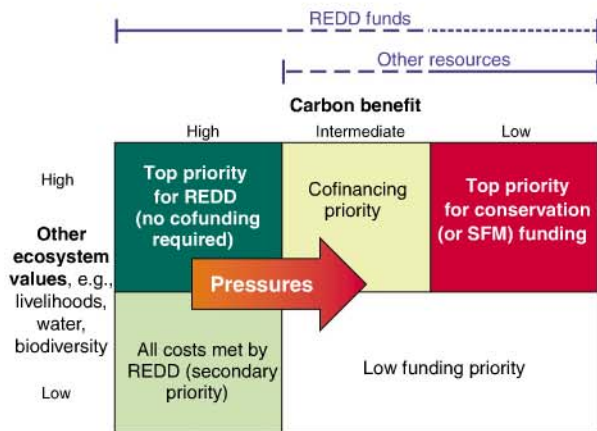 REDD funds
Other resources
Carbon benefit
High
Intermediate
Low
High
Top priority
for REDD
(no cofunding
required)
Cofinancing
priority
Top priority
for conservation
(or SFM) funding
Other
ecosystem
values, e.g.,
livelihoods,
water,
biodiversity
Pressures
Low
All costs met by
REDD (secondary
priority)
Low funding priority